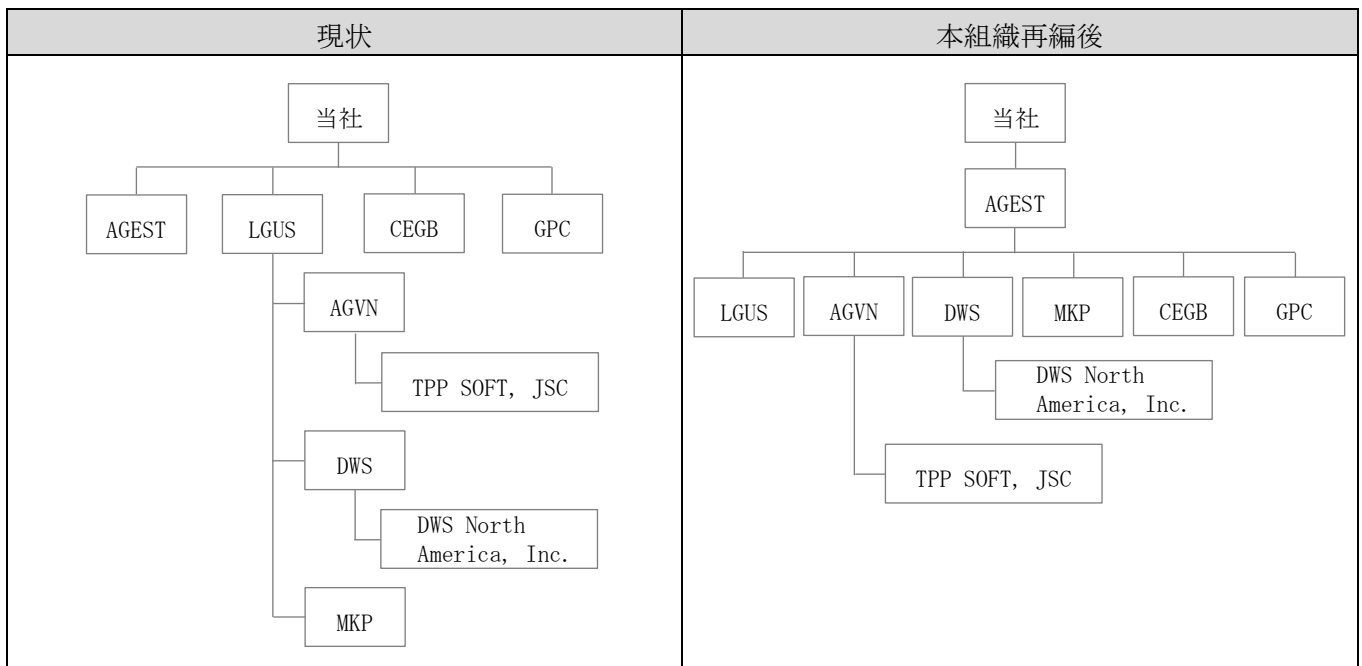 現状
当社
AGEST
LGUS
CEGB
GPC
AGVN
TPP SOFT, JSC
DWS
DWS North
America, Inc.
MKP
本組織再編後
当社
AGEST
LGUS
AGVN
DWS
MKP
CEGB
GPC
DWS North
America, Inc.
TPP SOFT, JSC